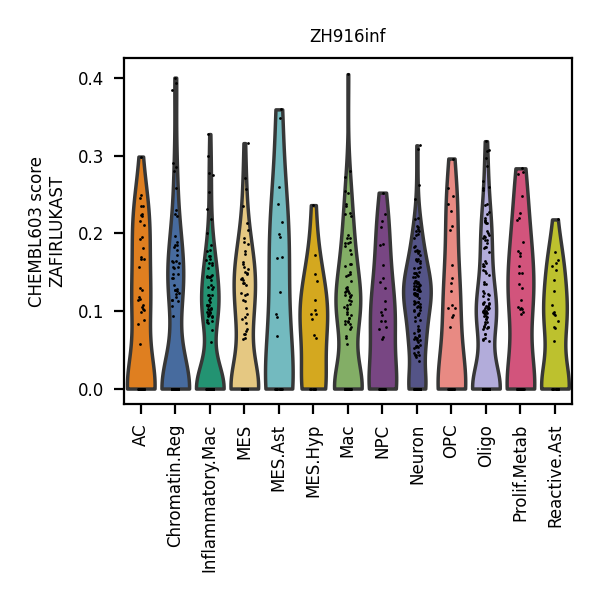 ZH916inf
CHEMBL603 score
ZAFIRLUKAST
0.4
0.3
0.2
0.1
0.0
AC
Chromatin.Reg
Inflammatory.Mac
MES
MES.Ast
MES.Hyp
Mac
NPC
Neuron
OPC
Oligo
Prolif.Metab
Reactive.Ast